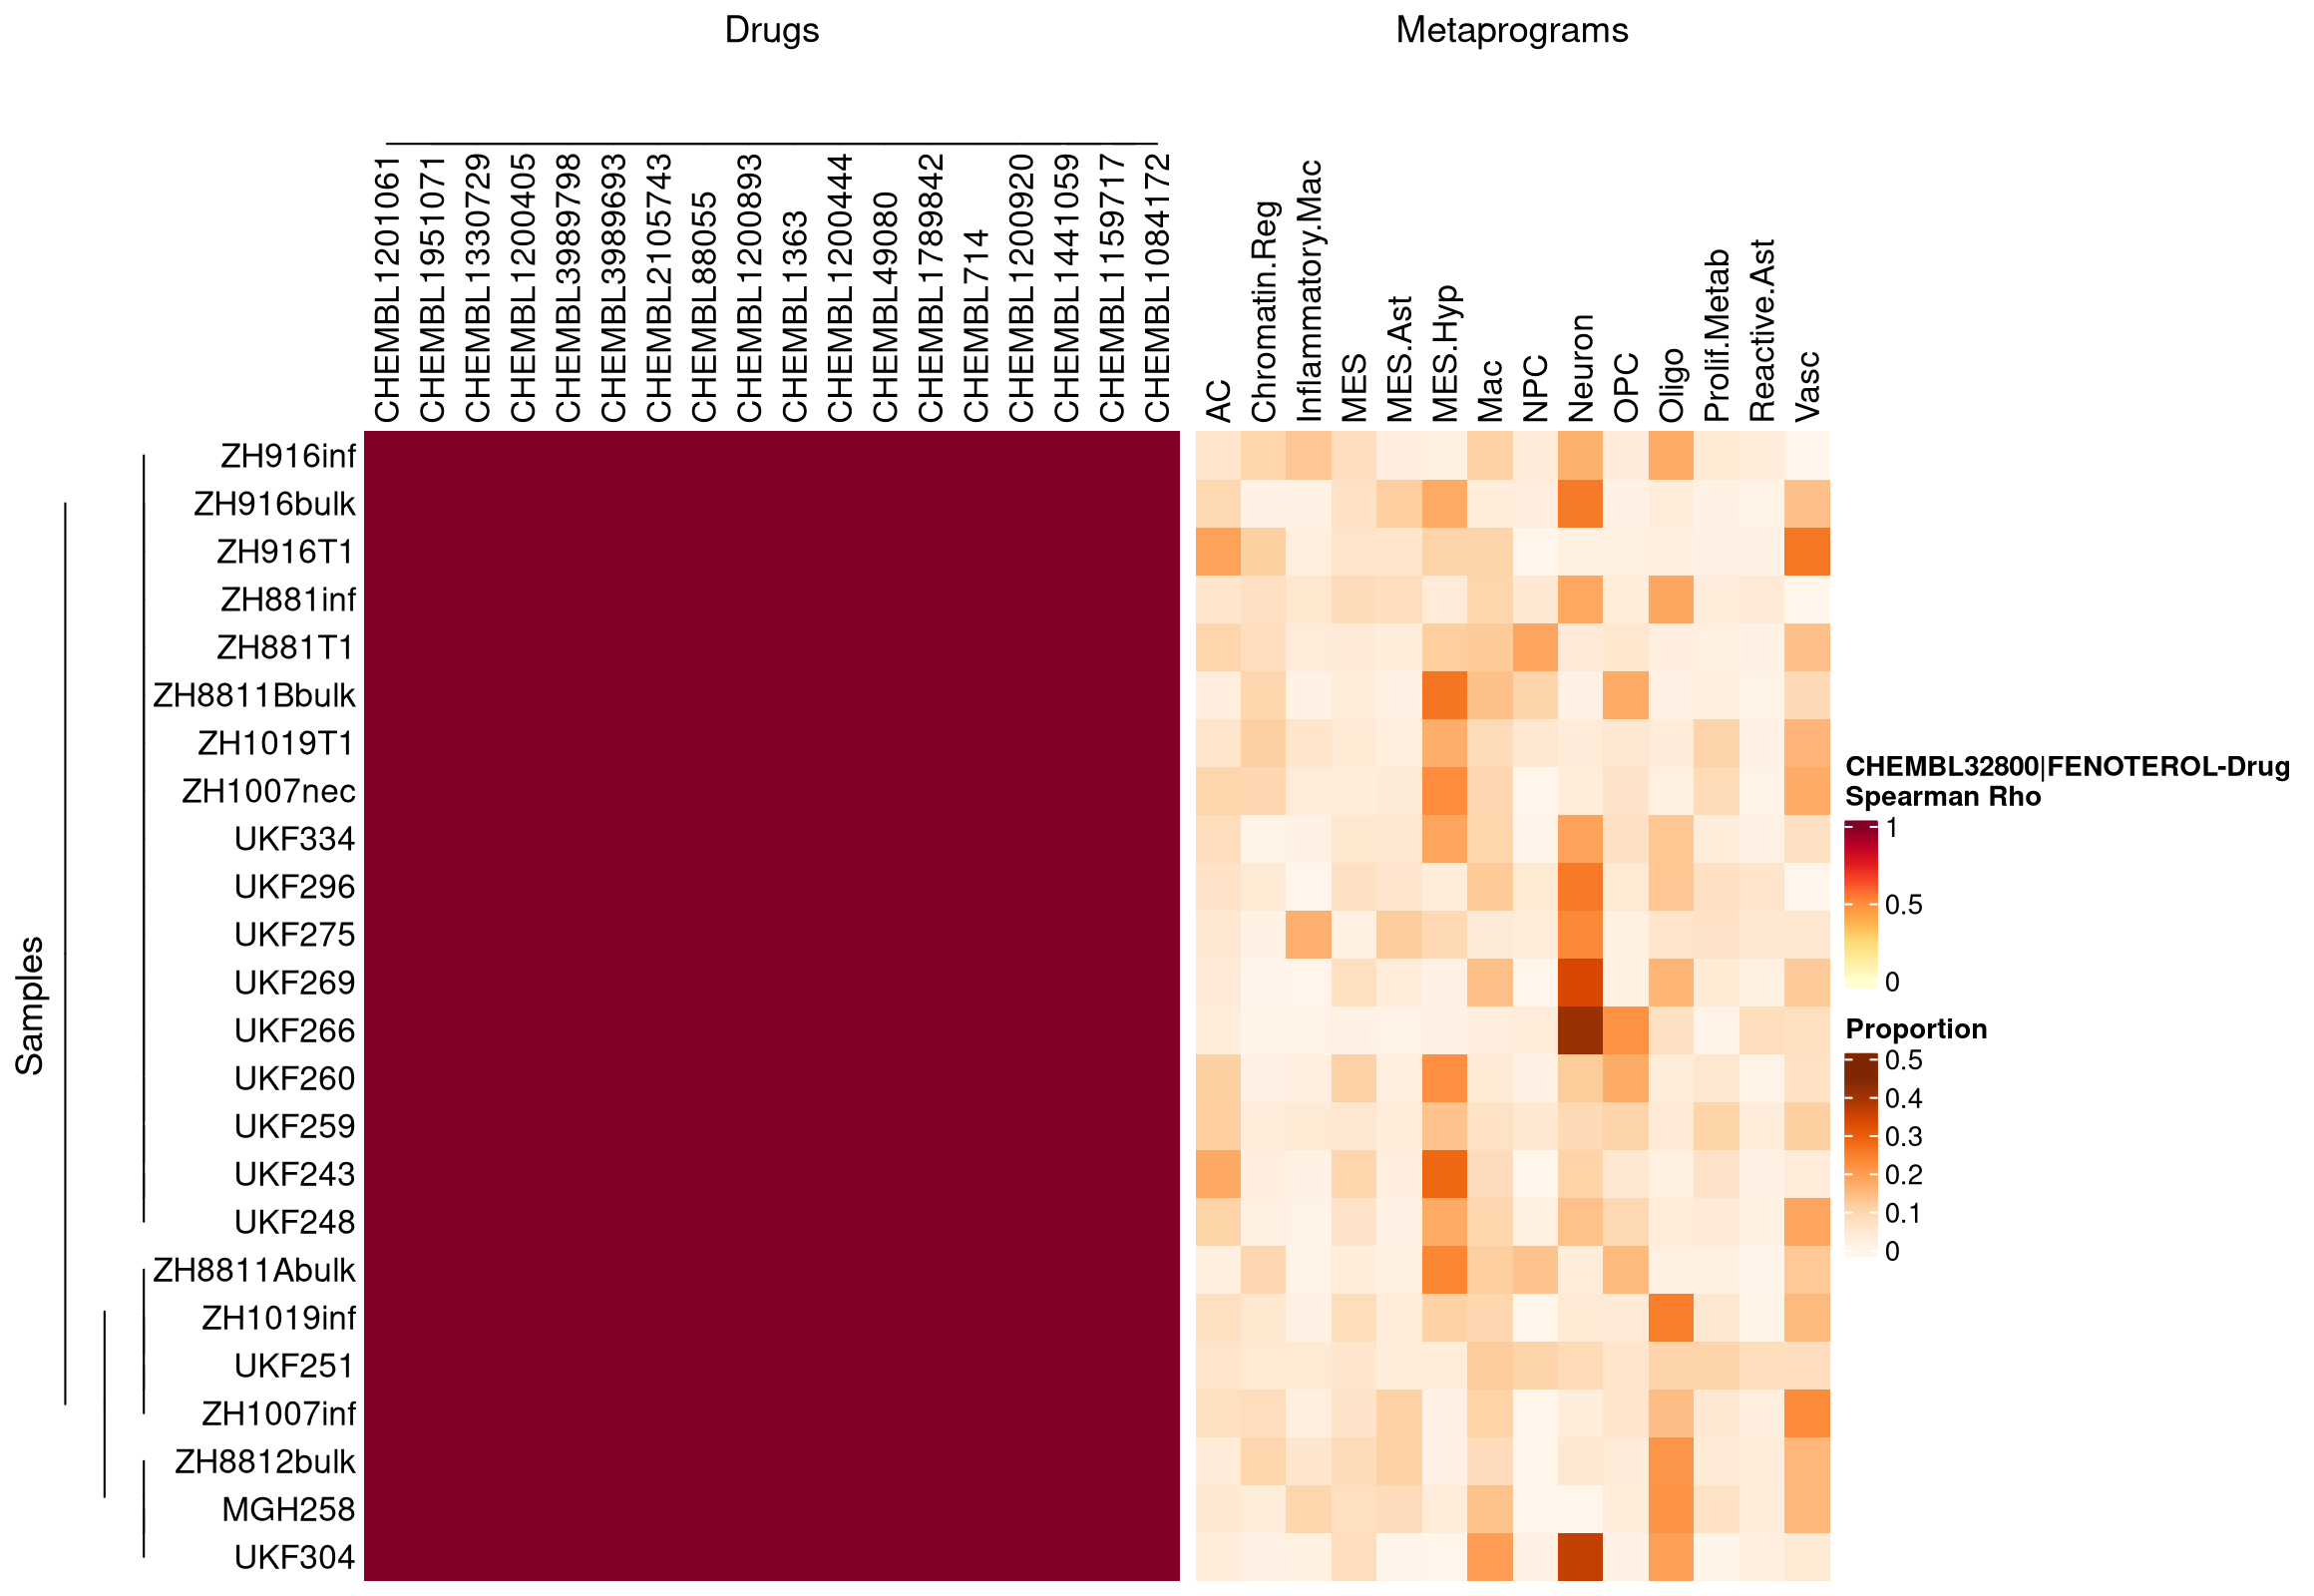 Drugs
Metaprograms
CHEMBL1201061
CHEMBL1951071
CHEMBL1330729
CHEMBL1200405
CHEMBL3989798
CHEMBL3989693
CHEMBL2105743
CHEMBL88055
CHEMBL1200893
CHEMBL1363
CHEMBL1200444
CHEMBL49080
CHEMBL1789842
CHEMBL714
CHEMBL1200920
CHEMBL1441059
CHEMBL1159717
CHEMBL1084172
AC
Chromatin.Reg
Inflammatory.Mac
MES
MES.Ast
MES.Hyp
Mac
NPC
Neuron
OPC
Oligo
Prolif.Metab
Reactive.Ast
Vasc
Samples
ZH916inf
ZH916bulk
ZH916T1
ZH881inf
ZH881T1
ZH8811Bbulk
ZH1019T1
ZH1007nec
UKF334
UKF296
UKF275
UKF269
UKF266
UKF260
UKF259
UKF243
UKF248
ZH8811Abulk
ZH1019inf
UKF251
ZH1007inf
ZH8812bulk
MGH258
UKF304
CHEMBL32800|FENOTEROL-Drug
Spearman Rho
1
0.5
0
Proportion
0.5
0.4
0.3
0.2
0.1
0